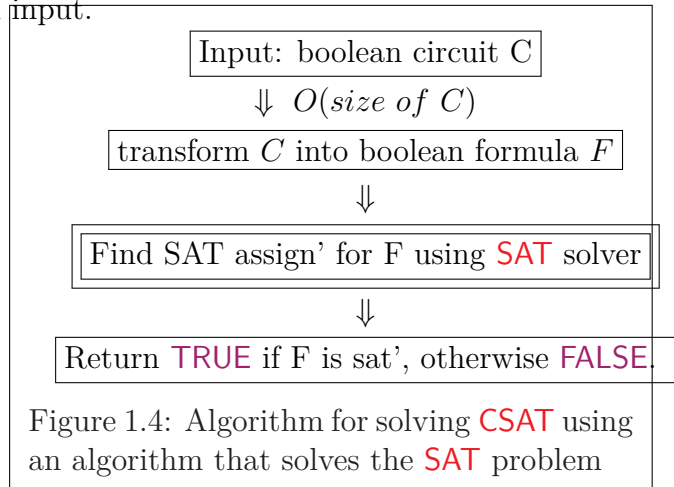 input.
Input: boolean circuit C
⇓ O(size of C)
transform C into boolean formula F
⇓
Find SAT assign' for F using SAT solver
⇓
Return TRUE if F is sat', otherwise FALSE.
Figure 1.4: Algorithm for solving CSAT using
an algorithm that solves the SAT problem